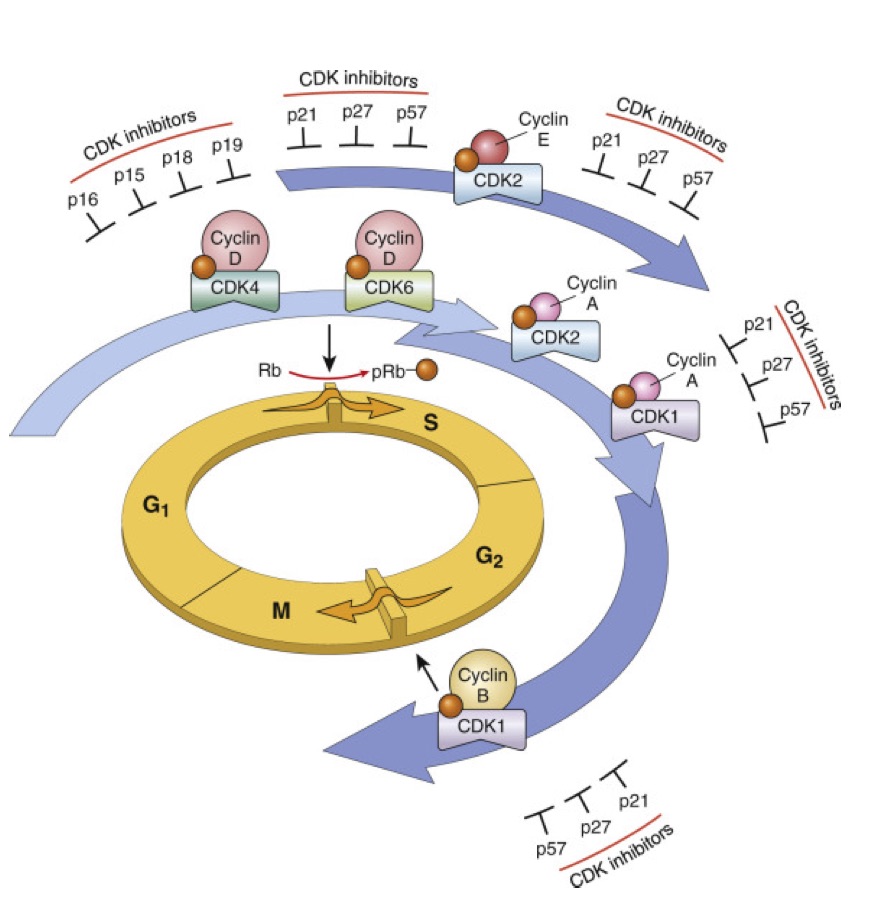 CDK inhibitors
p21
p27
p57
CDK inhibitors
p16
p15
p18
p19
Cyclin
E
CDK2
CDK inhibitors
p21
p27
p57
Cyclin
D
CDK4
Cyclin
D
CDK6
Cyclin
A
CDK2
Cyclin
A
CDK1
CDK inhibitors
p21
p27
p57
Rb
pRb
S
G₁
G₂
M
Cyclin
B
CDK1
p57
p27
p21
CDK inhibitors